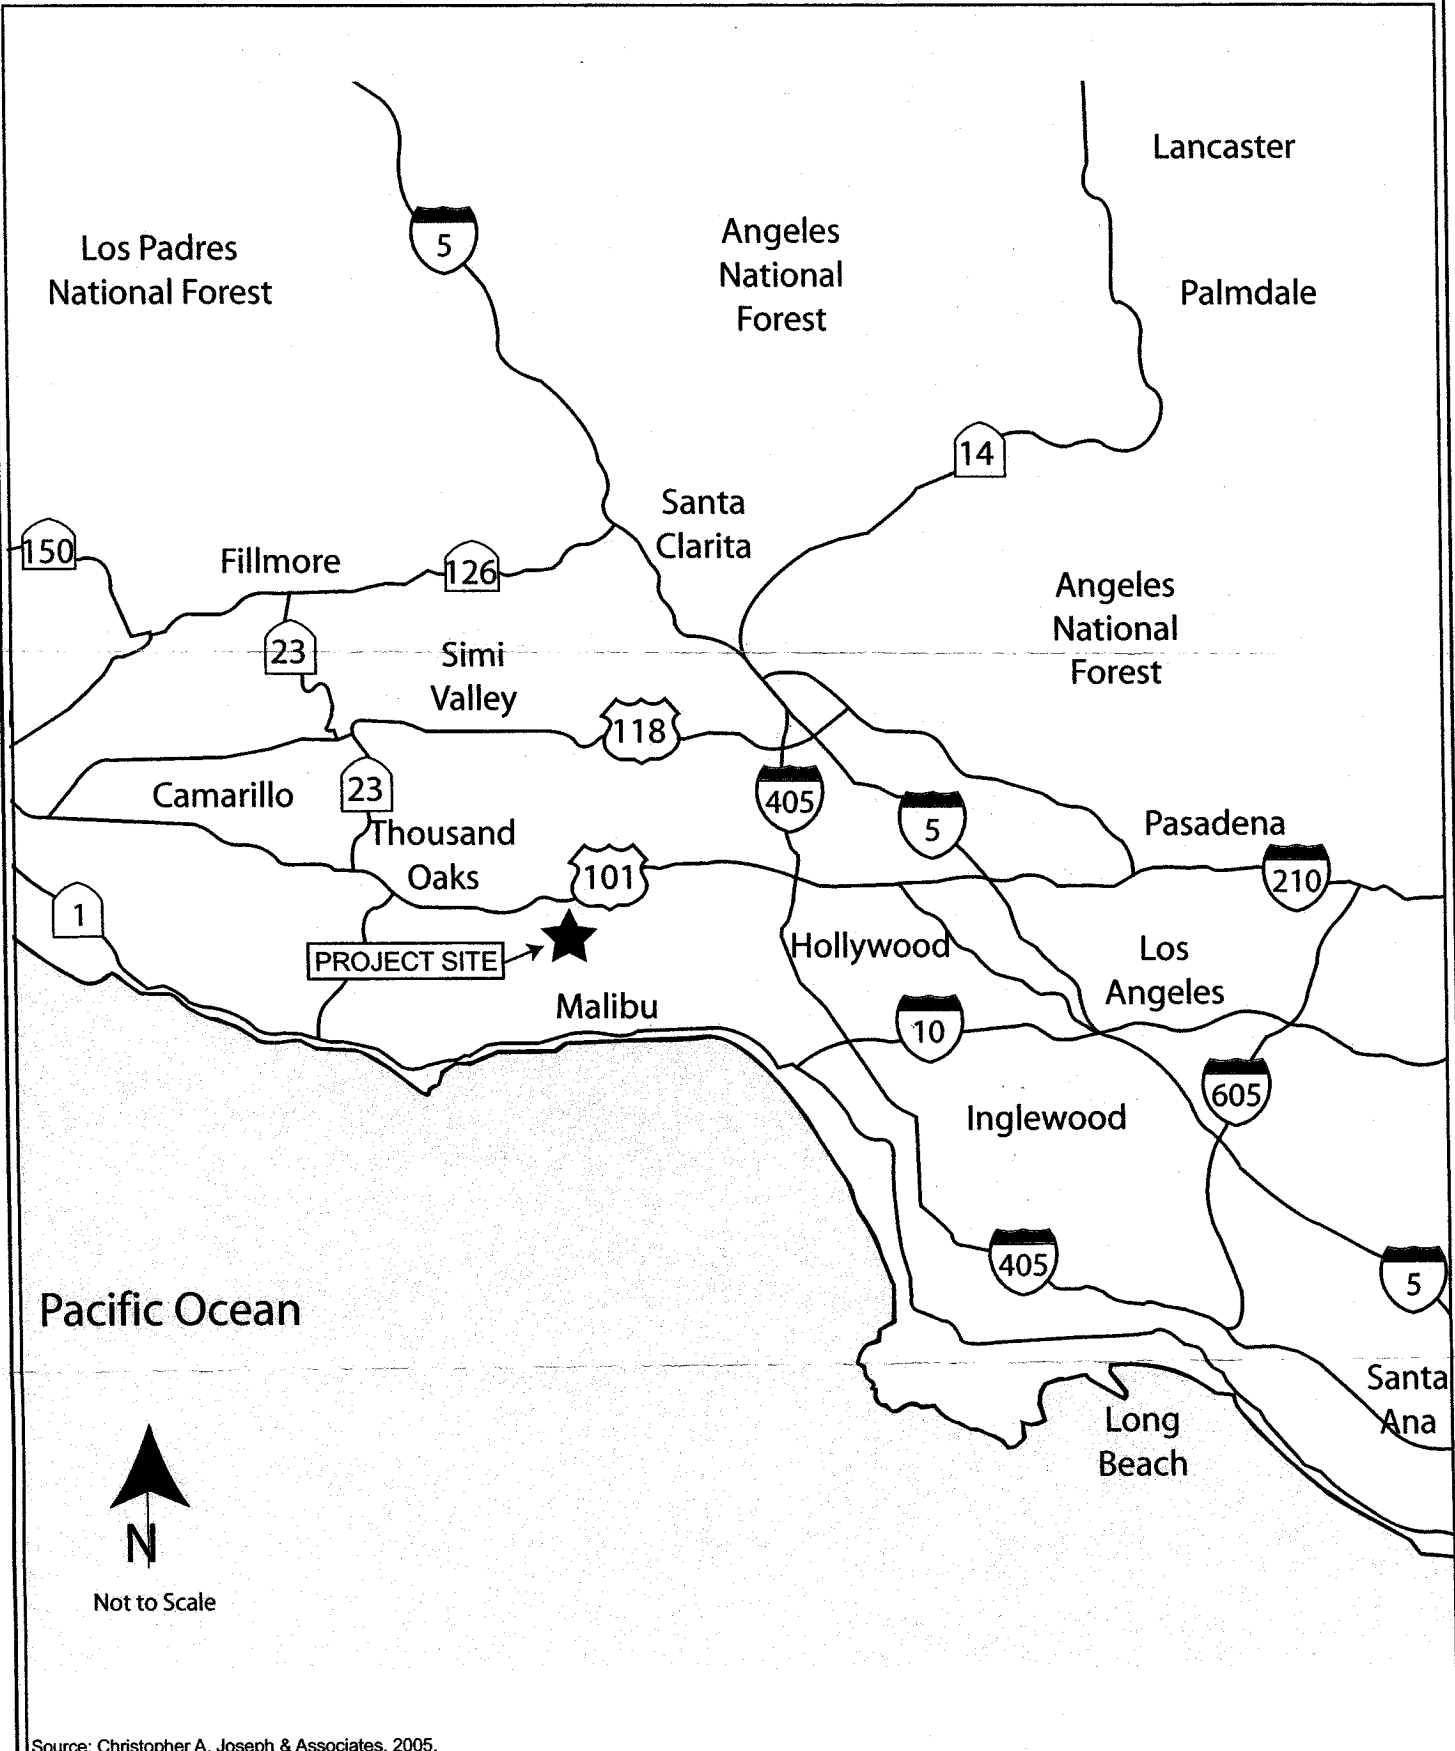 Lancaster
Los Padres
National Forest
5
Angeles
National
Forest
Palmdale
14
Santa
Clarita
150
Fillmore
126
Angeles
National
Forest
23
Simi
Valley
118
Camarillo
23
405
5
Pasadena
Thousand
Oaks
101
210
1
PROJECT SITE
Hollywood
Los
Angeles
Malibu
10
605
Inglewood
405
5
Pacific Ocean
Santa
Ana
Long
Beach
N
Not to Scale
Source: Christopher A. Joseph & Associates, 2005.